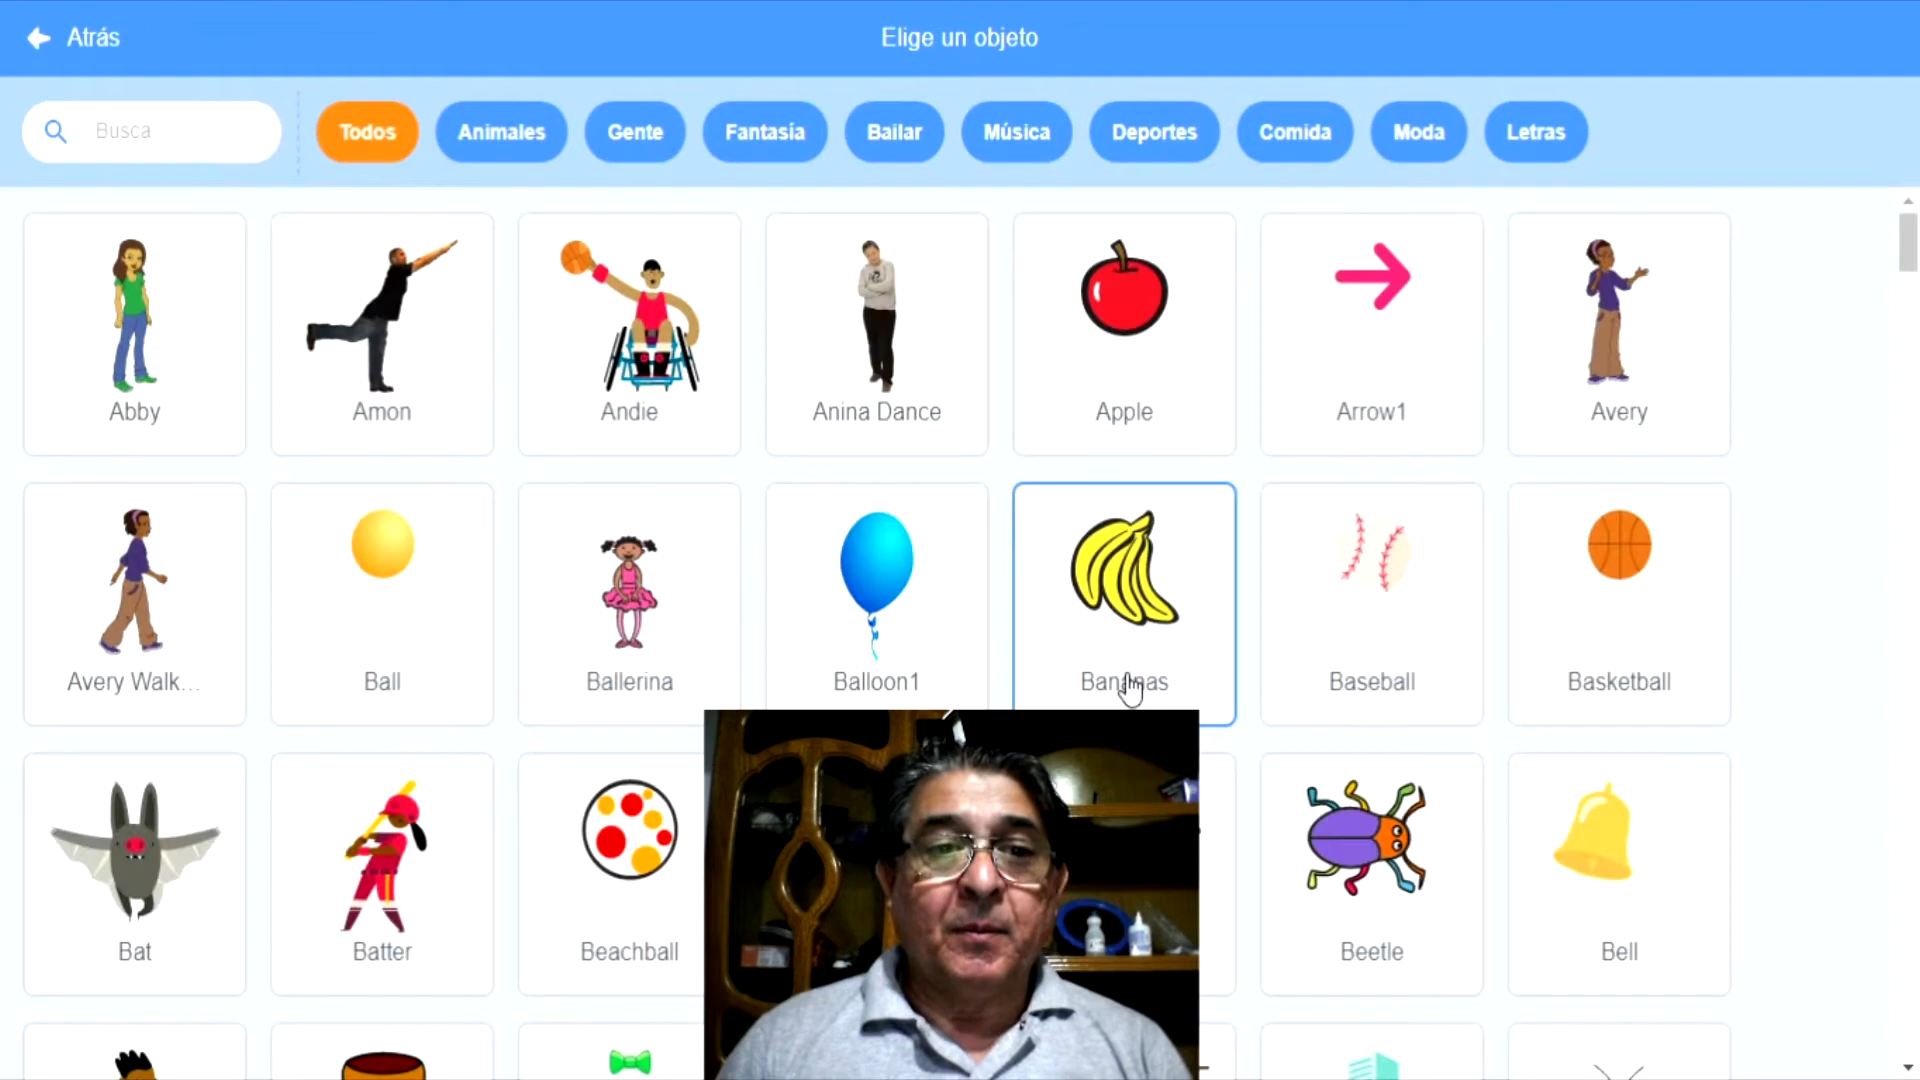 Atrás
Elige un objeto
Busca
Todos
Animales
Gente
Fantasía
Bailar
Música
Deportes
Comida
Moda
Letras
Abby
Amon
Andie
Anina Dance
Apple
Arrow1
Avery
Avery Walk...
Ball
Ballerina
Balloon1
Bananas
Baseball
Basketball
Bat
Batter
Beachball
Beetle
Bell